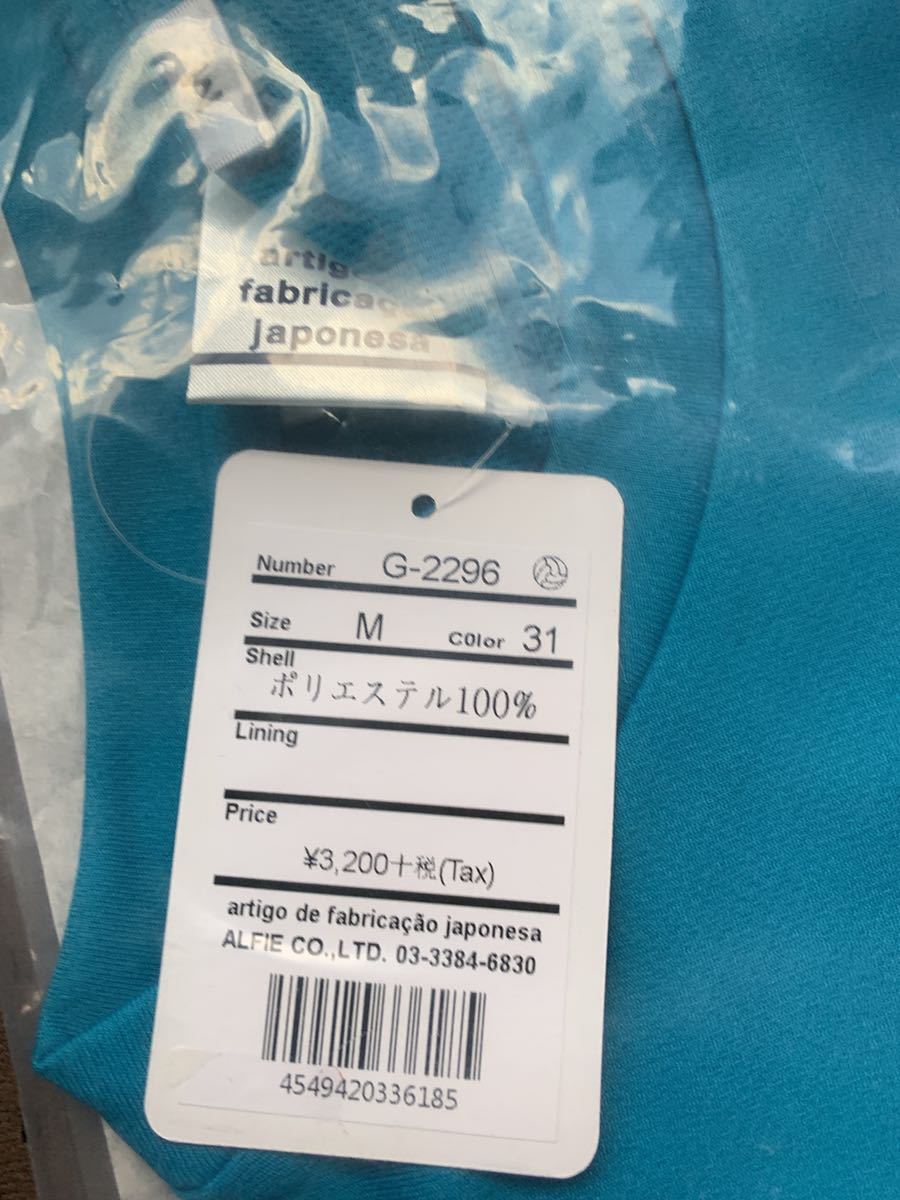 fabrica
japonesa
Number G-2296
Size M Color 31
Shell
ポリエステル100%
Lining
Price
¥3,200+税(Tax)
artigo de fabricação japonesa
ALFIE CO.,LTD. 03-3384-6830
4549420336185